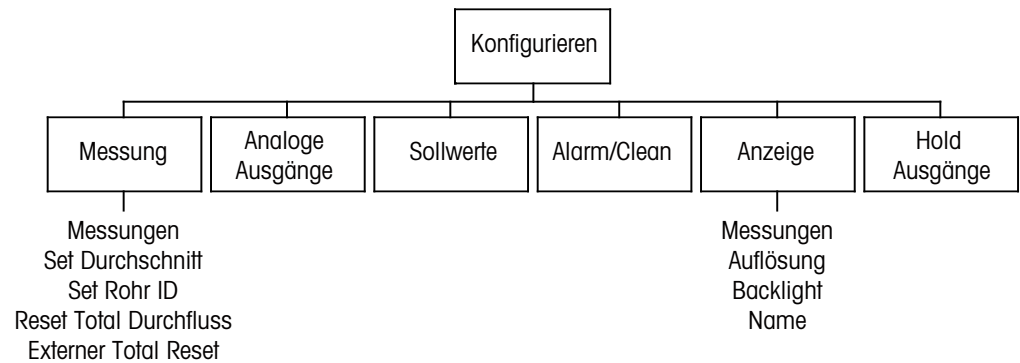 Konfigurieren
Messung
Analoge
Ausgänge
Sollwerte
Alarm/Clean
Anzeige
Hold
Ausgänge
Messungen
Set Durchschnitt
Set Rohr ID
Reset Total Durchfluss
Externer Total Reset
Messungen
Auflösung
Backlight
Name